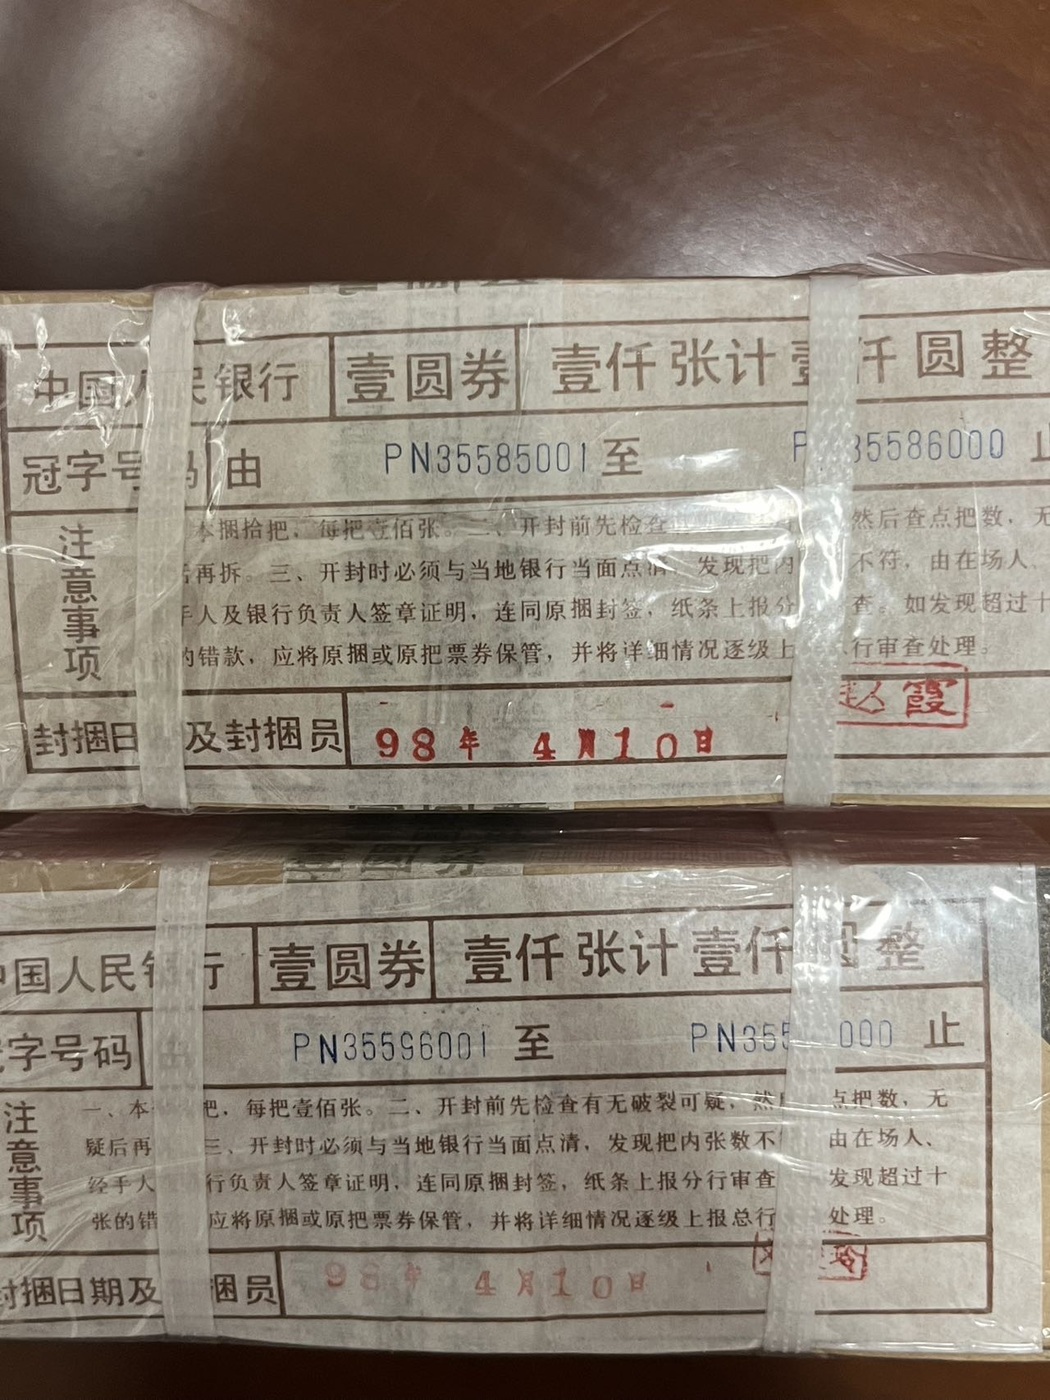 中国人民银行 壹圆券 壹仟张计壹仟圆整
冠字号码 由 PN35585001 至 PN35586000 止
注意事项
本捆拾把，每把壹佰张。二、开封前先检查 然后查点把数，无
后再拆。三、开封时必须与当地银行当面点清，发现把内 不符，由在场人、
手人及银行负责人签章证明，连同原捆封签，纸条上报分 查。如发现超过十
的错款，应将原捆或原把票券保管，并将详细情况逐级上 行审查处理。
封捆日 及封捆员 98年 4月10日 赵霞
中国人民银行 壹圆券 壹仟张计壹仟圆整
字号码 PN35596001 至 PN355 000 止
注意事项
一、本 把，每把壹佰张。二、开封前先检查有无破裂可疑，然 点把数，无
疑后再 三、开封时必须与当地银行当面点清，发现把内张数不 由在场人、
经手人 行负责人签章证明，连同原捆封签，纸条上报分行审查 发现超过十
张的错 应将原捆或原把票券保管，并将详细情况逐级上报总行 处理。
封捆日期及 捆员 98年 4月10日 玲